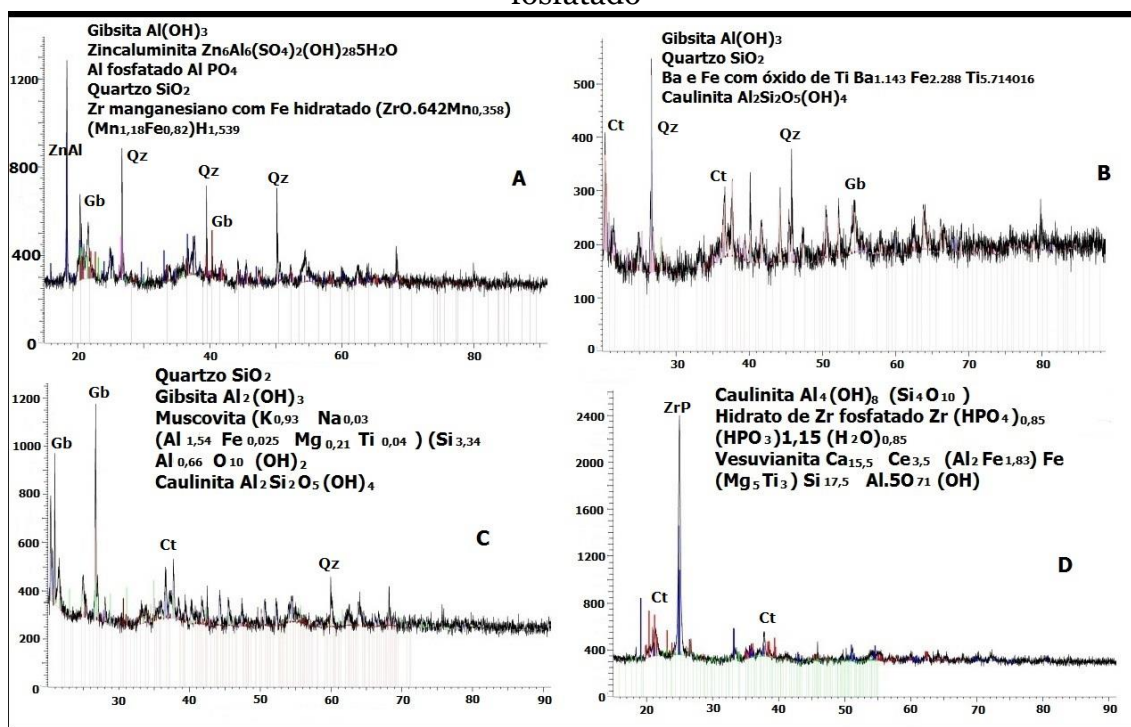 fosfatado
Gibsita Al(OH)3
Zincaluminita Zn6Al6(SO4)2(OH)285H2O
Al fosfatado Al PO4
Quartzo SiO2
Zr manganesiano com Fe hidratado (ZrO.642Mn0,358)
(Mn1,18Fe0,82)H1,539
1200
800
400
0
ZnAl
Gb
Qz
Qz
Gb
Qz
A
20
40
60
80
Gibsita Al(OH)3
Quartzo SiO2
Ba e Fe com óxido de Ti Ba1.143 Fe2.288 Ti5.714016
Caulinita Al2Si2O5(OH)4
500
400
300
200
100
0
Ct
Qz
Ct
Qz
Gb
B
30
40
50
60
70
80
Quartzo SiO2
Gibsita Al2(OH)3
Muscovita (K0,93 Na0,03
(Al 1,54 Fe 0,025 Mg 0,21 Ti 0,04 ) (Si3,34
Al 0,66 O10 (OH)2
Caulinita Al2Si2O5 (OH)4
1200
1000
800
600
400
200
0
Gb
Gb
Ct
Qz
C
30
40
50
60
70
80
90
Caulinita Al4(OH)8 (Si4O10 )
Hidrato de Zr fosfatado Zr (HPO4)0,85
(HPO3)1,15 (H2O)0,85
Vesuvianita Ca15,5 Ce3,5 (Al2 Fe1,83) Fe
(Mg5 Ti3) Si 17,5 Al.5O 71 (OH)
2400
2000
1600
1200
800
400
0
ZrP
Ct
Ct
D
20
30
40
50
60
70
80
90